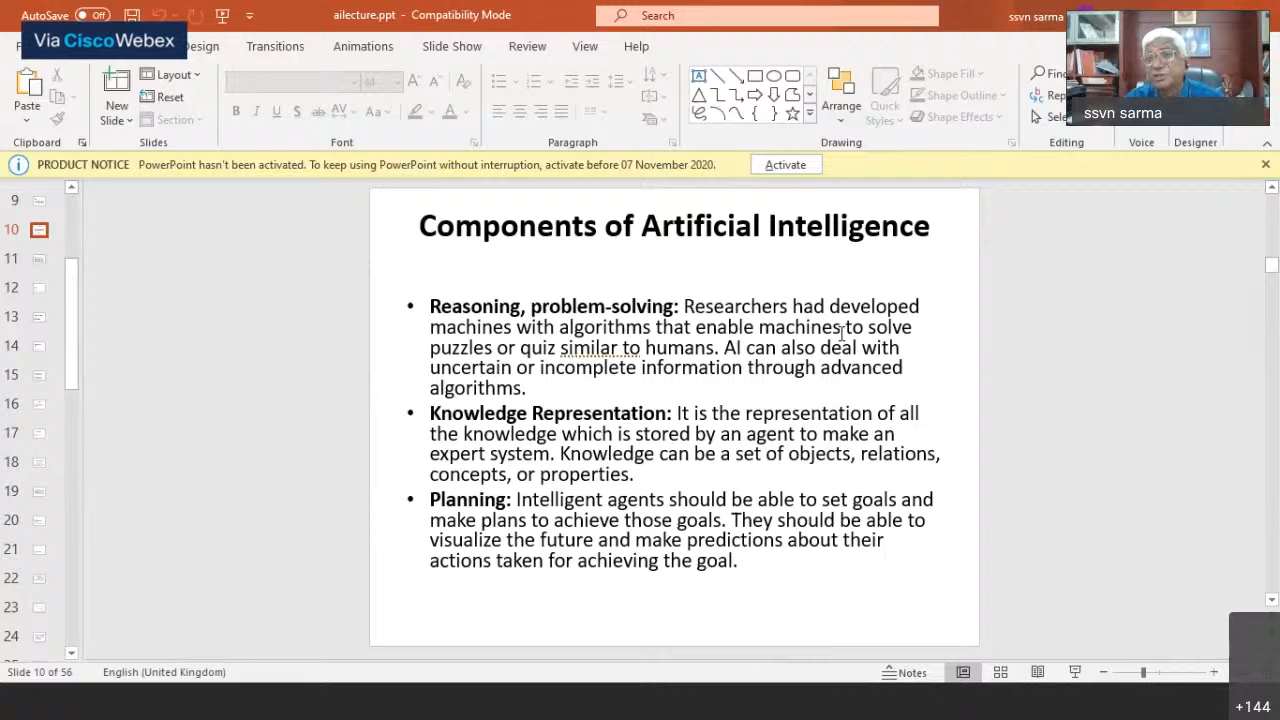 AutoSave Off
ailecture.ppt - Compatibility Mode
Search
ssvn sarma
Via CiscoWebex
Design
Transitions
Animations
Slide Show
Review
View
Help
Paste
New
Slide
Layout
Reset
Section
44
Arrange
Quick
Styles
Shape Fill
Shape Outline
Shape Effects
ssvn sarma
Clipboard
Slides
Font
Paragraph
Drawing
Editing
Voice
Designer
PRODUCT NOTICE PowerPoint hasn't been activated. To keep using PowerPoint without interruption, activate before 07 November 2020.
Activate
9
10
11
12
13
14
15
16
17
18
19
20
21
22
23
24
Components of Artificial Intelligence
• Reasoning, problem-solving: Researchers had developed
machines with algorithms that enable machines to solve
puzzles or quiz similar to humans. AI can also deal with
uncertain or incomplete information through advanced
algorithms.
• Knowledge Representation: It is the representation of all
the knowledge which is stored by an agent to make an
expert system. Knowledge can be a set of objects, relations,
concepts, or properties.
• Planning: Intelligent agents should be able to set goals and
make plans to achieve those goals. They should be able to
visualize the future and make predictions about their
actions taken for achieving the goal.
Slide 10 of 56
English (United Kingdom)
Notes
+144